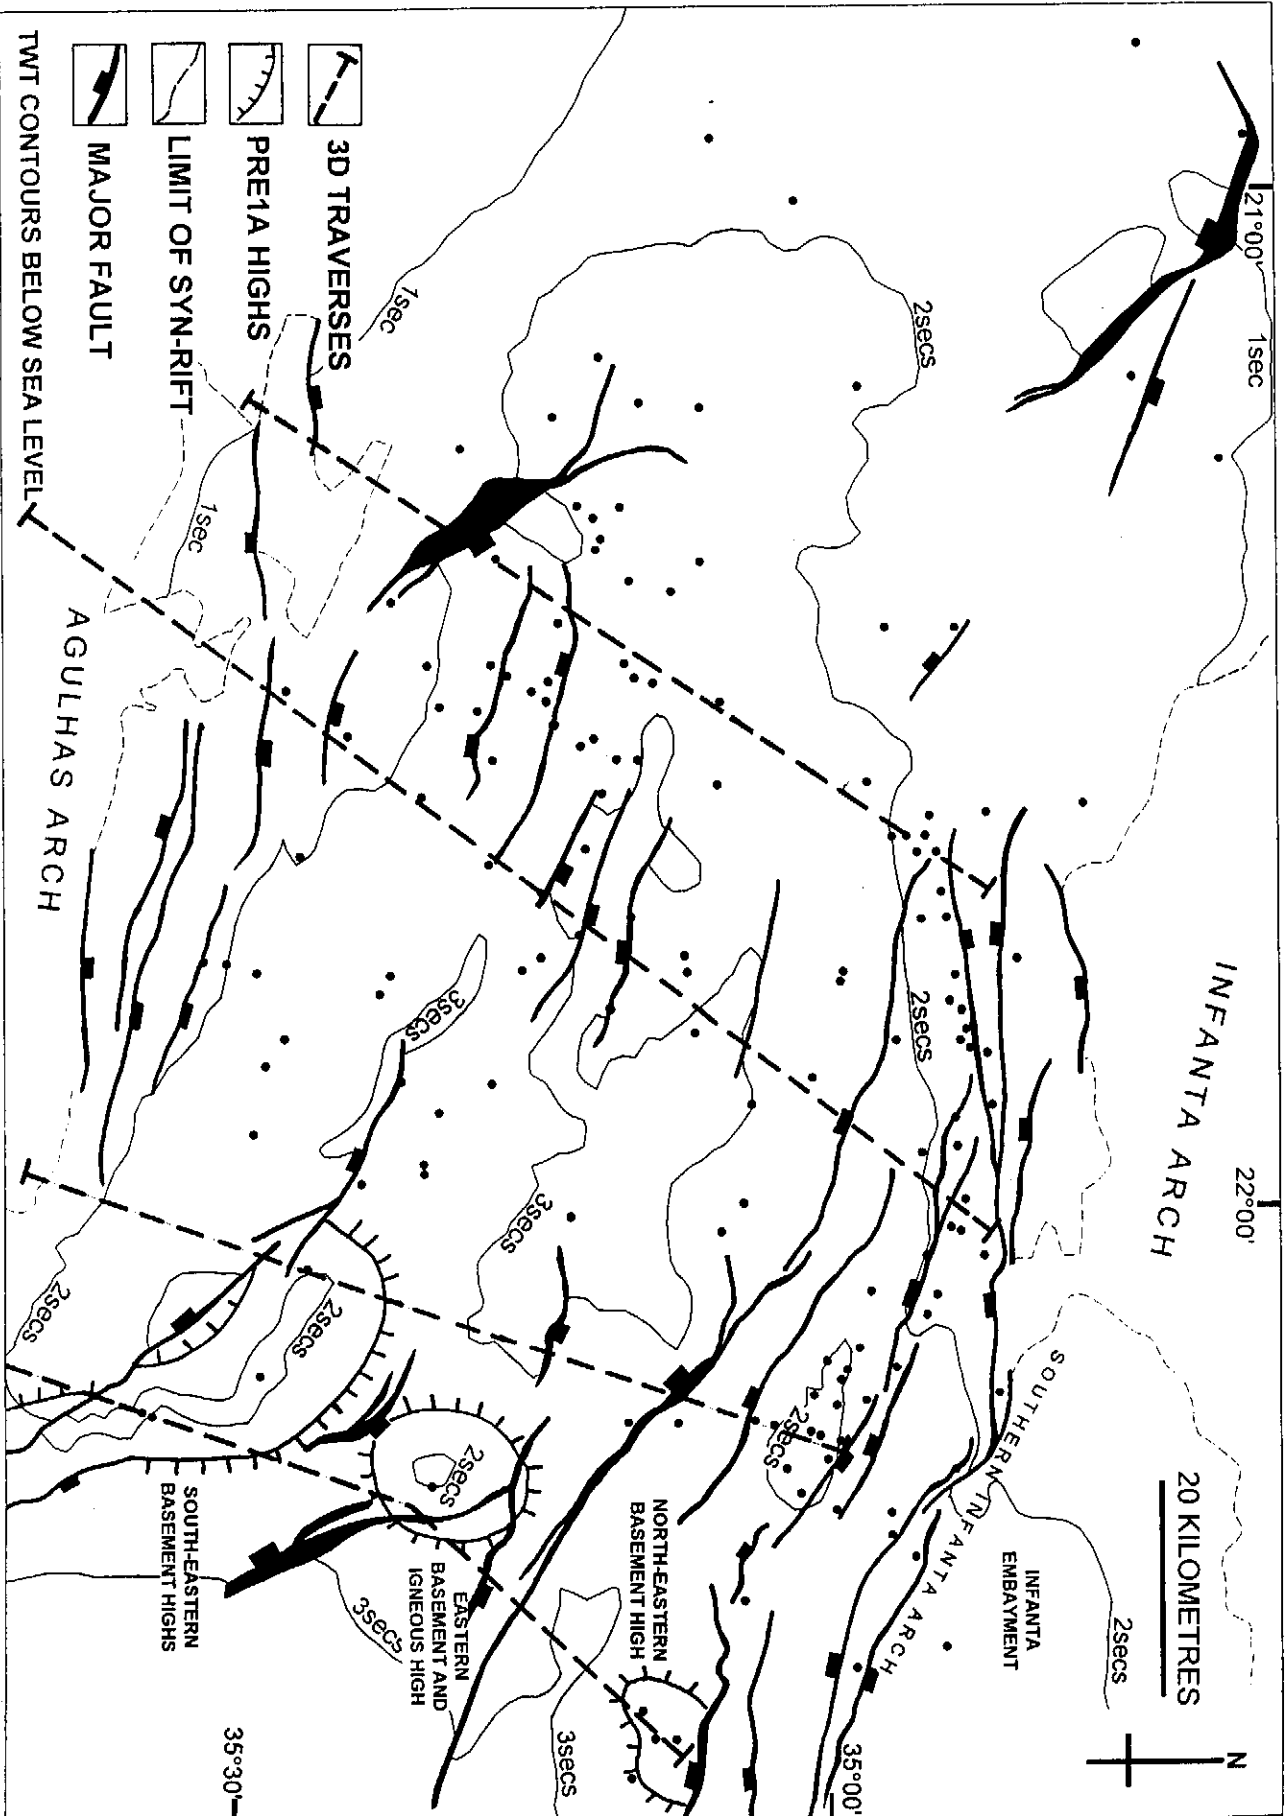 21°00'
22°00'
1sec
20 KILOMETRES
N
2secs
INFANTA ARCH
INFANTA
EMBAYMENT
SOUTHERN INFANTA ARCH
2secs
2secs
35°00'
2secs
NORTH-EASTERN
BASEMENT HIGH
3secs
3secs
1sec
3secs
2secs
EASTERN
BASEMENT AND
IGNEOUS HIGH
3secs
2secs
1sec
SOUTH-EASTERN
BASEMENT HIGHS
35°30'
2secs
AGULHAS ARCH
3D TRAVERSES
PRE1A HIGHS
LIMIT OF SYN-RIFT
MAJOR FAULT
TWT CONTOURS BELOW SEA LEVEL